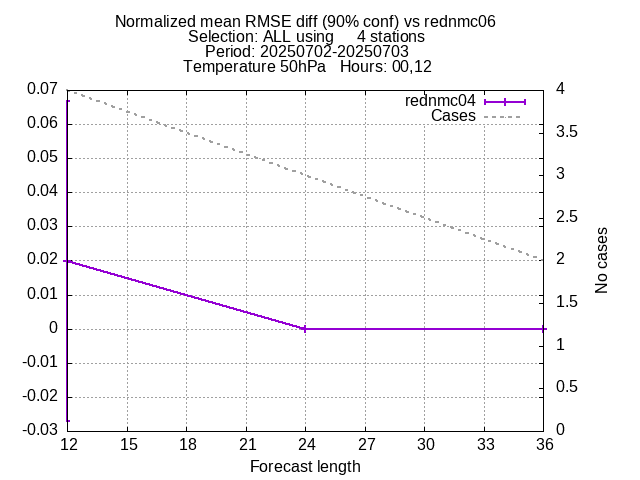 Normalized mean RMSE diff (90% conf) vs rednmc06
Selection: ALL using     4 stations
Period: 20250702-20250703
Temperature 50hPa   Hours: 00,12
rednmc04
Cases
0.07
0.06
0.05
0.04
0.03
0.02
0.01
0
-0.01
-0.02
-0.03
4
3.5
3
2.5
2
1.5
1
0.5
0
No cases
12 15 18 21 24 27 30 33 36
Forecast length